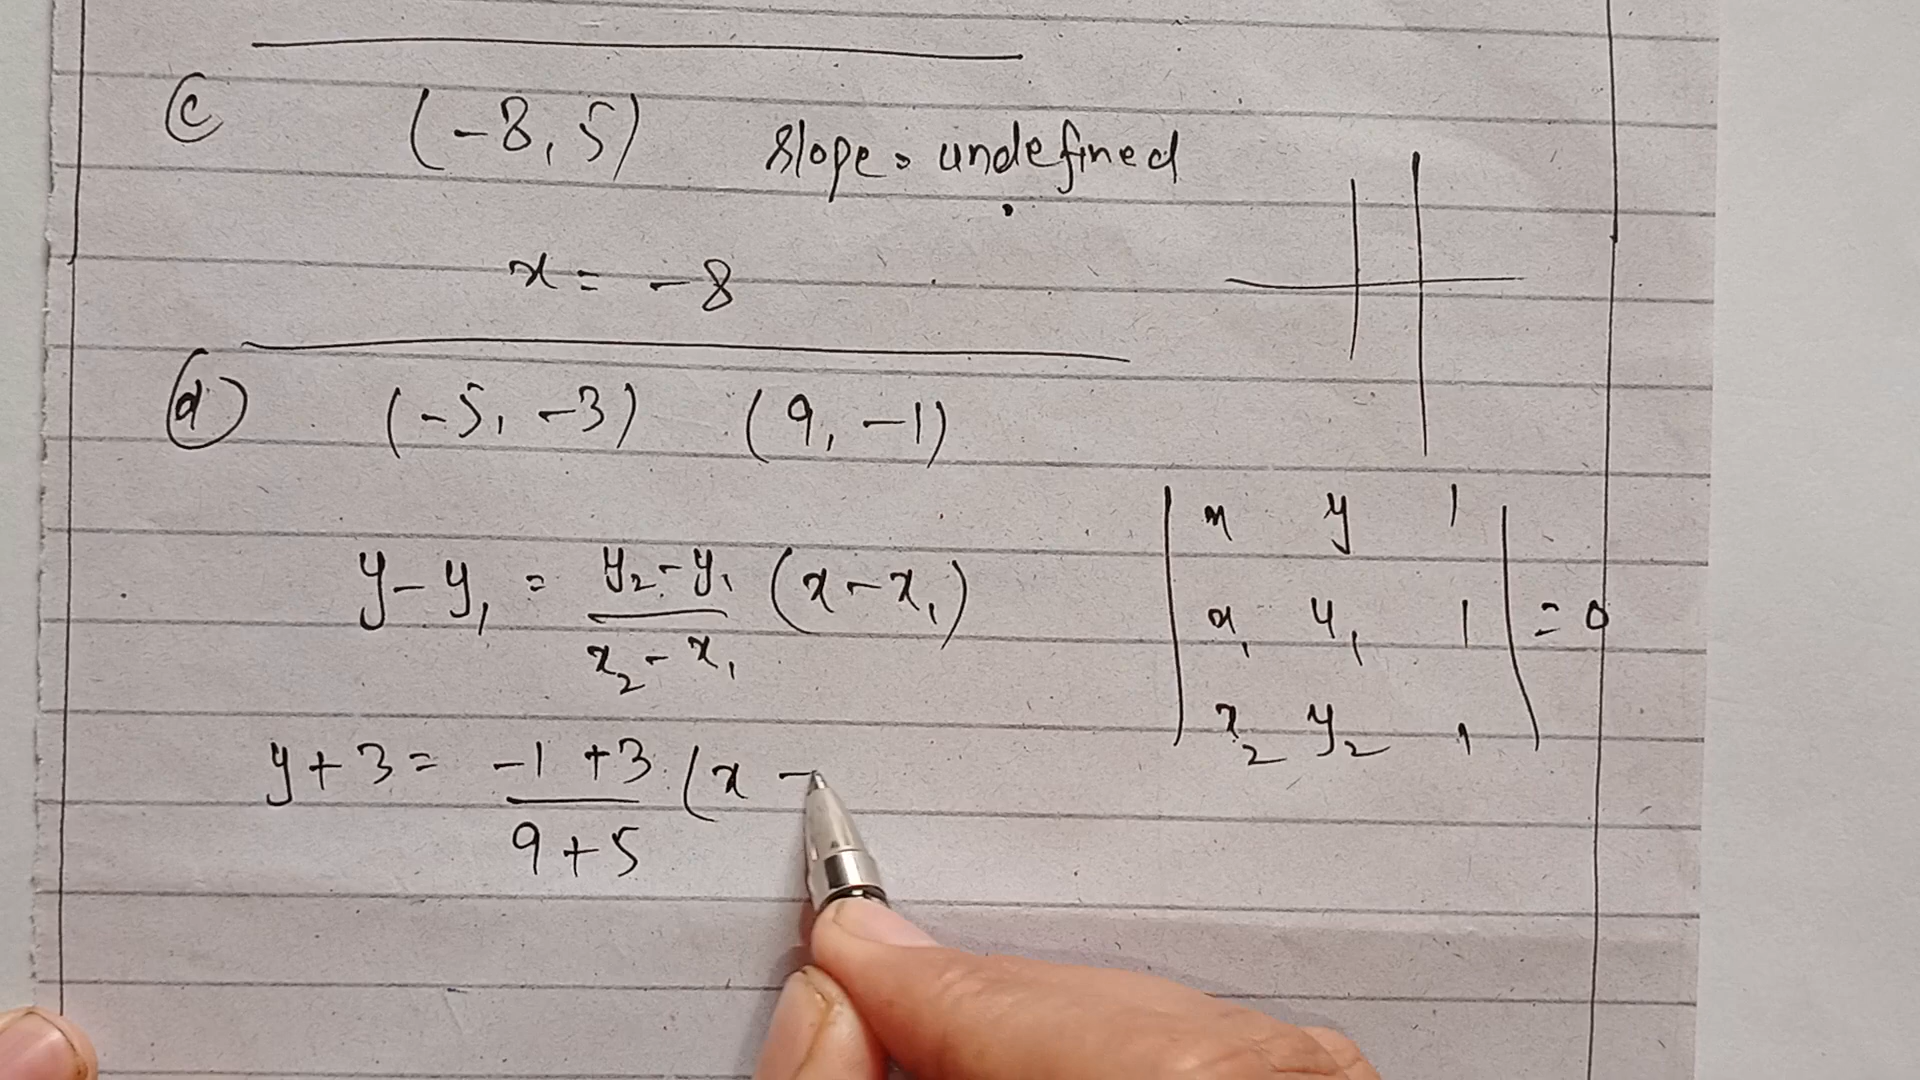 (c) (-8, 5) slope = undefined
x = -8
(d) (-5, -3) (9, -1)
y - y₁ = (y₂ - y₁)/(x₂ - x₁) (x - x₁)
y + 3 = (-1 + 3)/(9 + 5) (x -
| x y 1 |
| x₁ y₁ 1 | = 0
| x₂ y₂ 1 |